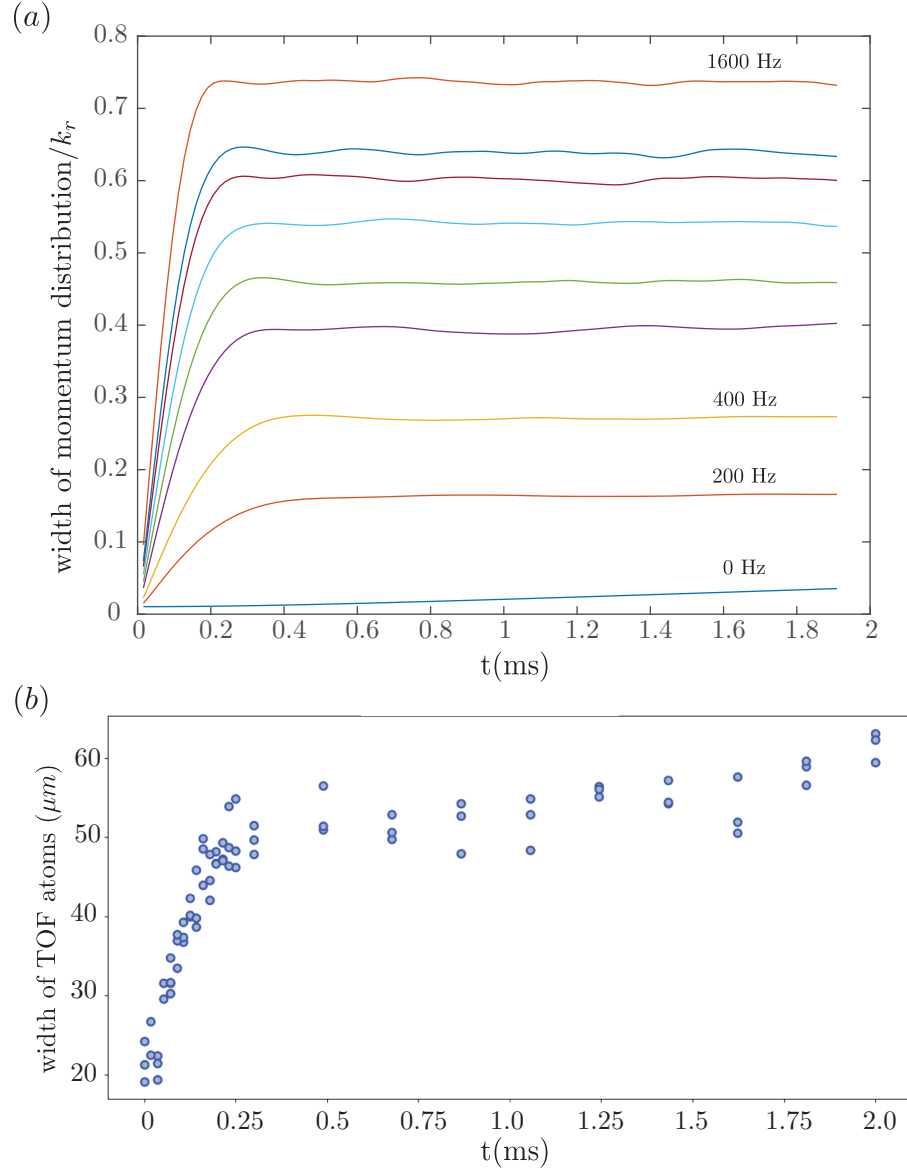 (a)
0.8
0.7
0.6
0.5
0.4
0.3
0.2
0.1
0
width of momentum distribution/k_r
1600 Hz
400 Hz
200 Hz
0 Hz
0 0.2 0.4 0.6 0.8 1 1.2 1.4 1.6 1.8 2
t(ms)
(b)
60
50
40
30
20
width of TOF atoms (μm)
0 0.25 0.5 0.75 1.0 1.25 1.5 1.75 2.0
t(ms)